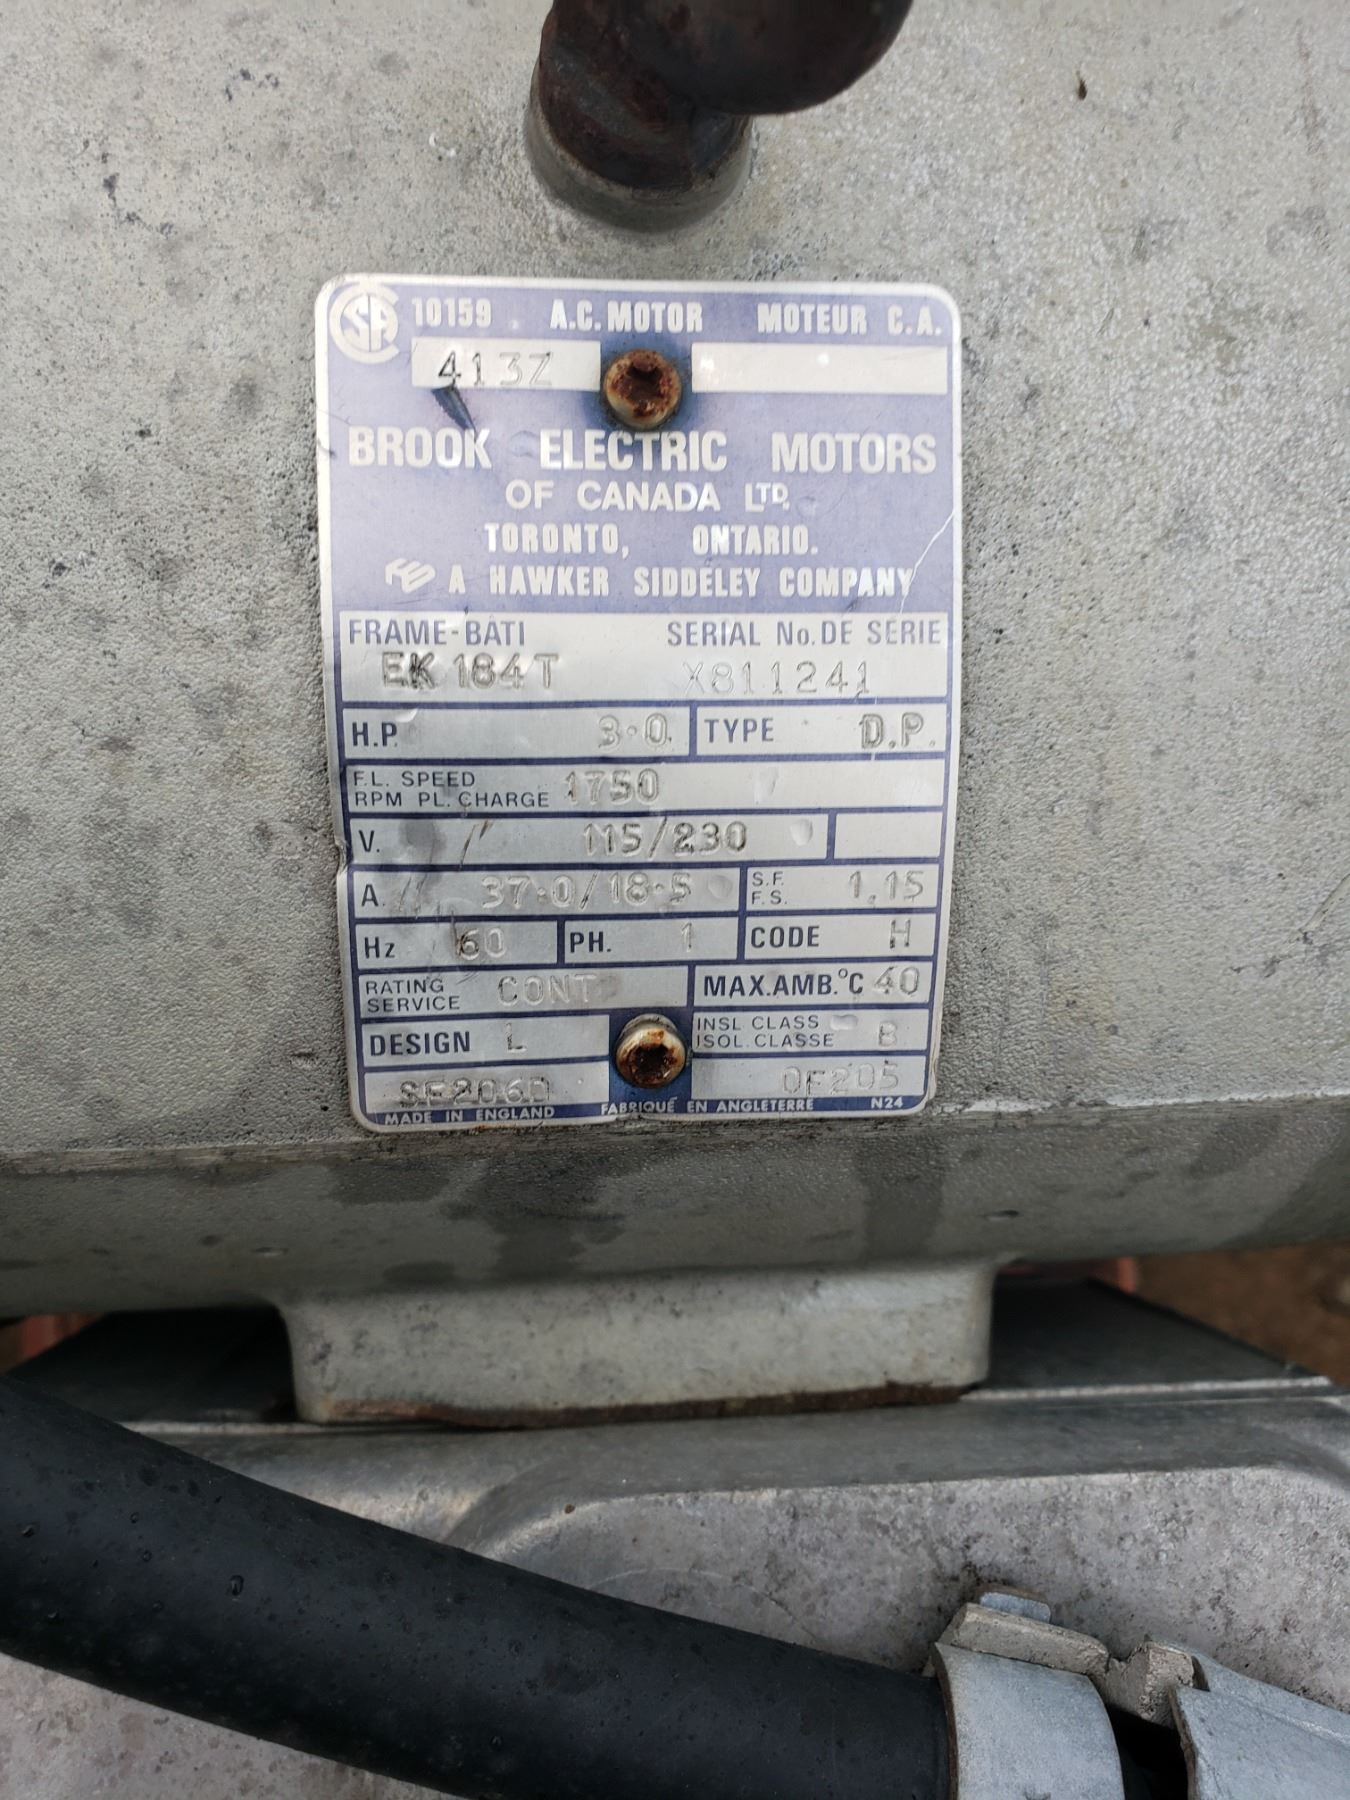 CSA 10159 A.C. MOTOR MOTEUR C.A.
413Z
BROOK ELECTRIC MOTORS
OF CANADA LTD.
TORONTO, ONTARIO.
A HAWKER SIDDELEY COMPANY
FRAME-BATI SERIAL No. DE SERIE
EK 184T X811241
H.P. 3·0 TYPE D.P.
F.L. SPEED
RPM PL. CHARGE 1750
V. 115/230
A. 37·0/18·5 S.F. F.S. 1.15
Hz 60 PH. 1 CODE H
RATING
SERVICE CONT MAX.AMB.°C 40
DESIGN L INSL CLASS
ISOL. CLASSE B
SF206D OF205
MADE IN ENGLAND FABRIQUÉ EN ANGLETERRE N24